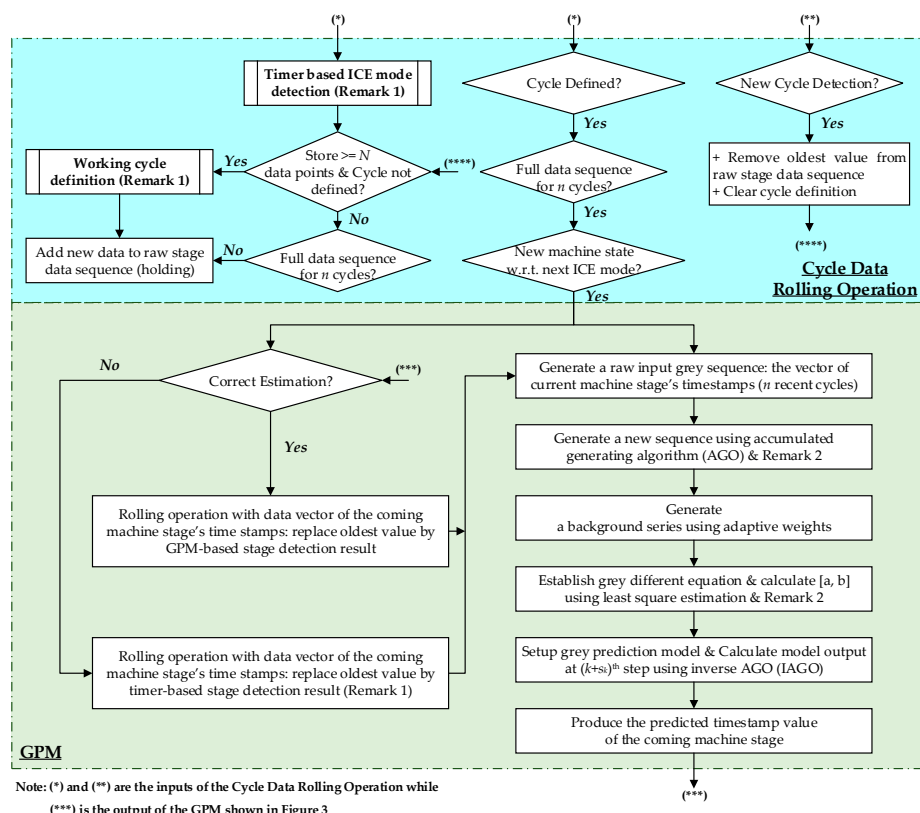 (*)
(*)
(**)
Timer based ICE mode
detection (Remark 1)
Cycle Defined?
New Cycle Detection?
Yes
Yes
Working cycle
definition (Remark 1)
Yes
Store >= N
data points & Cycle not
defined?
(****)
Full data sequence
for n cycles?
+ Remove oldest value from
raw stage data sequence
+ Clear cycle definition
No
Yes
(****)
Add new data to raw stage
data sequence (holding)
No
Full data sequence
for n cycles?
New machine state
w.r.t. next ICE mode?
Cycle Data
Rolling Operation
Yes
No
Correct Estimation?
(***)
Generate a raw input grey sequence: the vector of
current machine stage's timestamps (n recent cycles)
Yes
Generate a new sequence using accumulated
generating algorithm (AGO) & Remark 2
Rolling operation with data vector of the coming
machine stage's time stamps: replace oldest value by
GPM-based stage detection result
Generate
a background series using adaptive weights
Establish grey different equation & calculate [a, b]
using least square estimation & Remark 2
Rolling operation with data vector of the coming
machine stage's time stamps: replace oldest value by
timer-based stage detection result (Remark 1)
Setup grey prediction model & Calculate model output
at (k+sk)th step using inverse AGO (IAGO)
Produce the predicted timestamp value
of the coming machine stage
GPM
(***)
Note: (*) and (**) are the inputs of the Cycle Data Rolling Operation while
(***) is the output of the GPM shown in Figure 3